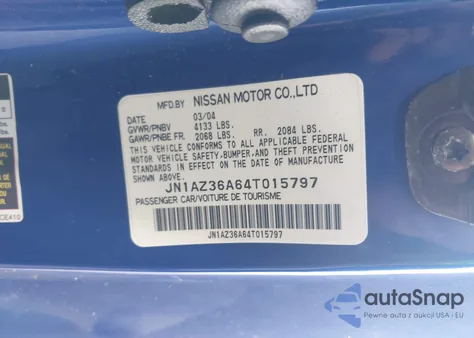 MFD.BY NISSAN MOTOR CO.,LTD
DATE 03/04
GVWR/PNBV 4133 LBS.
GAWR/PNBE FR. 2068 LBS. RR. 2084 LBS.
THIS VEHICLE CONFORMS TO ALL APPLICABLE FEDERAL
MOTOR VEHICLE SAFETY,BUMPER,AND THEFT PREVENTION
STANDARDS IN EFFECT ON THE DATE OF MANUFACTURE
SHOWN ABOVE.
JN1AZ36A64T015797
PASSENGER CAR/VOITURE DE TOURISME
JN1AZ36A64T015797
lbs.
CE410
autoSnap
Pewne auta z aukcji USA i EU